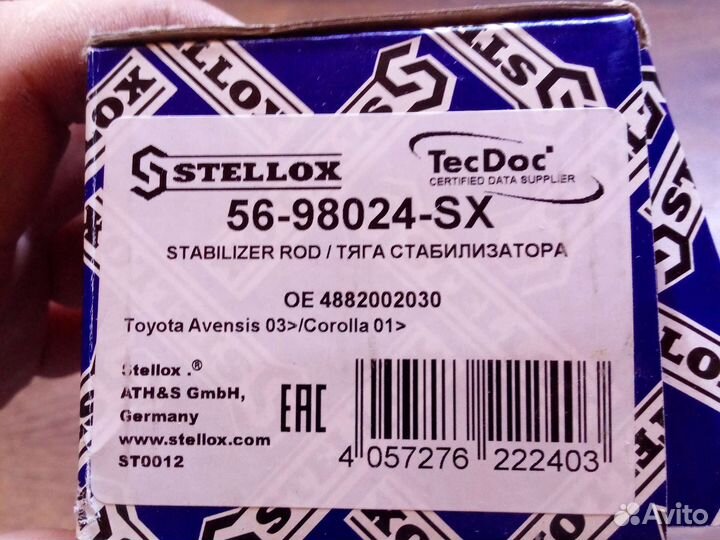 STELLOX
TecDoc
CERTIFIED DATA SUPPLIER
56-98024-SX
STABILIZER ROD / ТЯГА СТАБИЛИЗАТОРА
OE 4882002030
Toyota Avensis 03>/Corolla 01>
Stellox .®
ATH&S GmbH,
Germany
www.stellox.com
ST0012
EAC
4 057276 222403
Avito